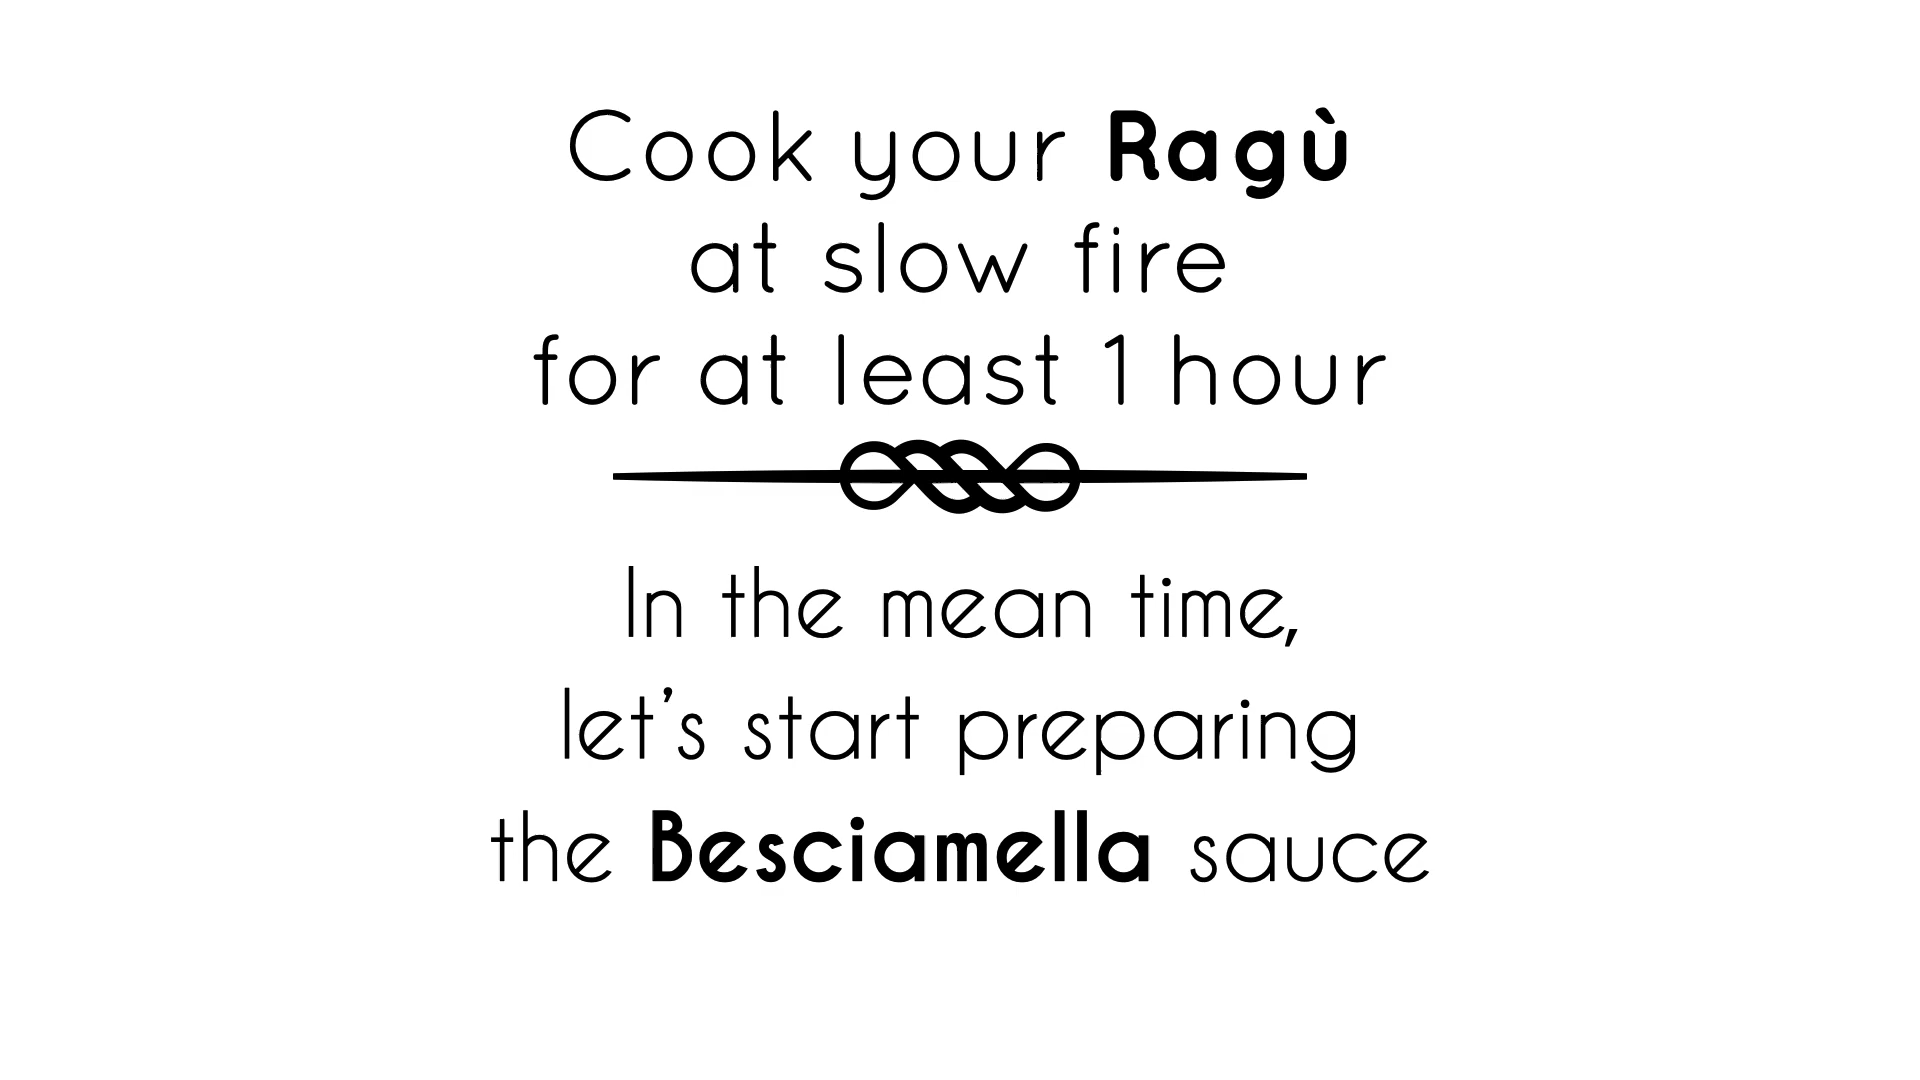 Cook your Ragù
at slow fire
for at least 1 hour
In the mean time,
let’s start preparing
the Besciamella sauce